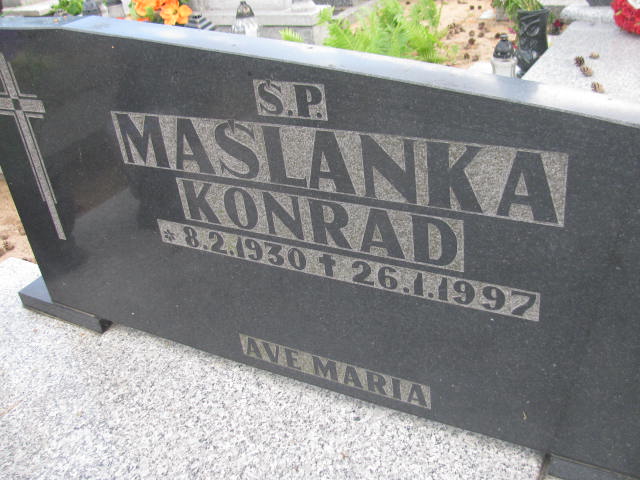 Ś.P.
MAŚLANKA
KONRAD
* 8.2.1930 † 26.1.1997
AVE MARIA